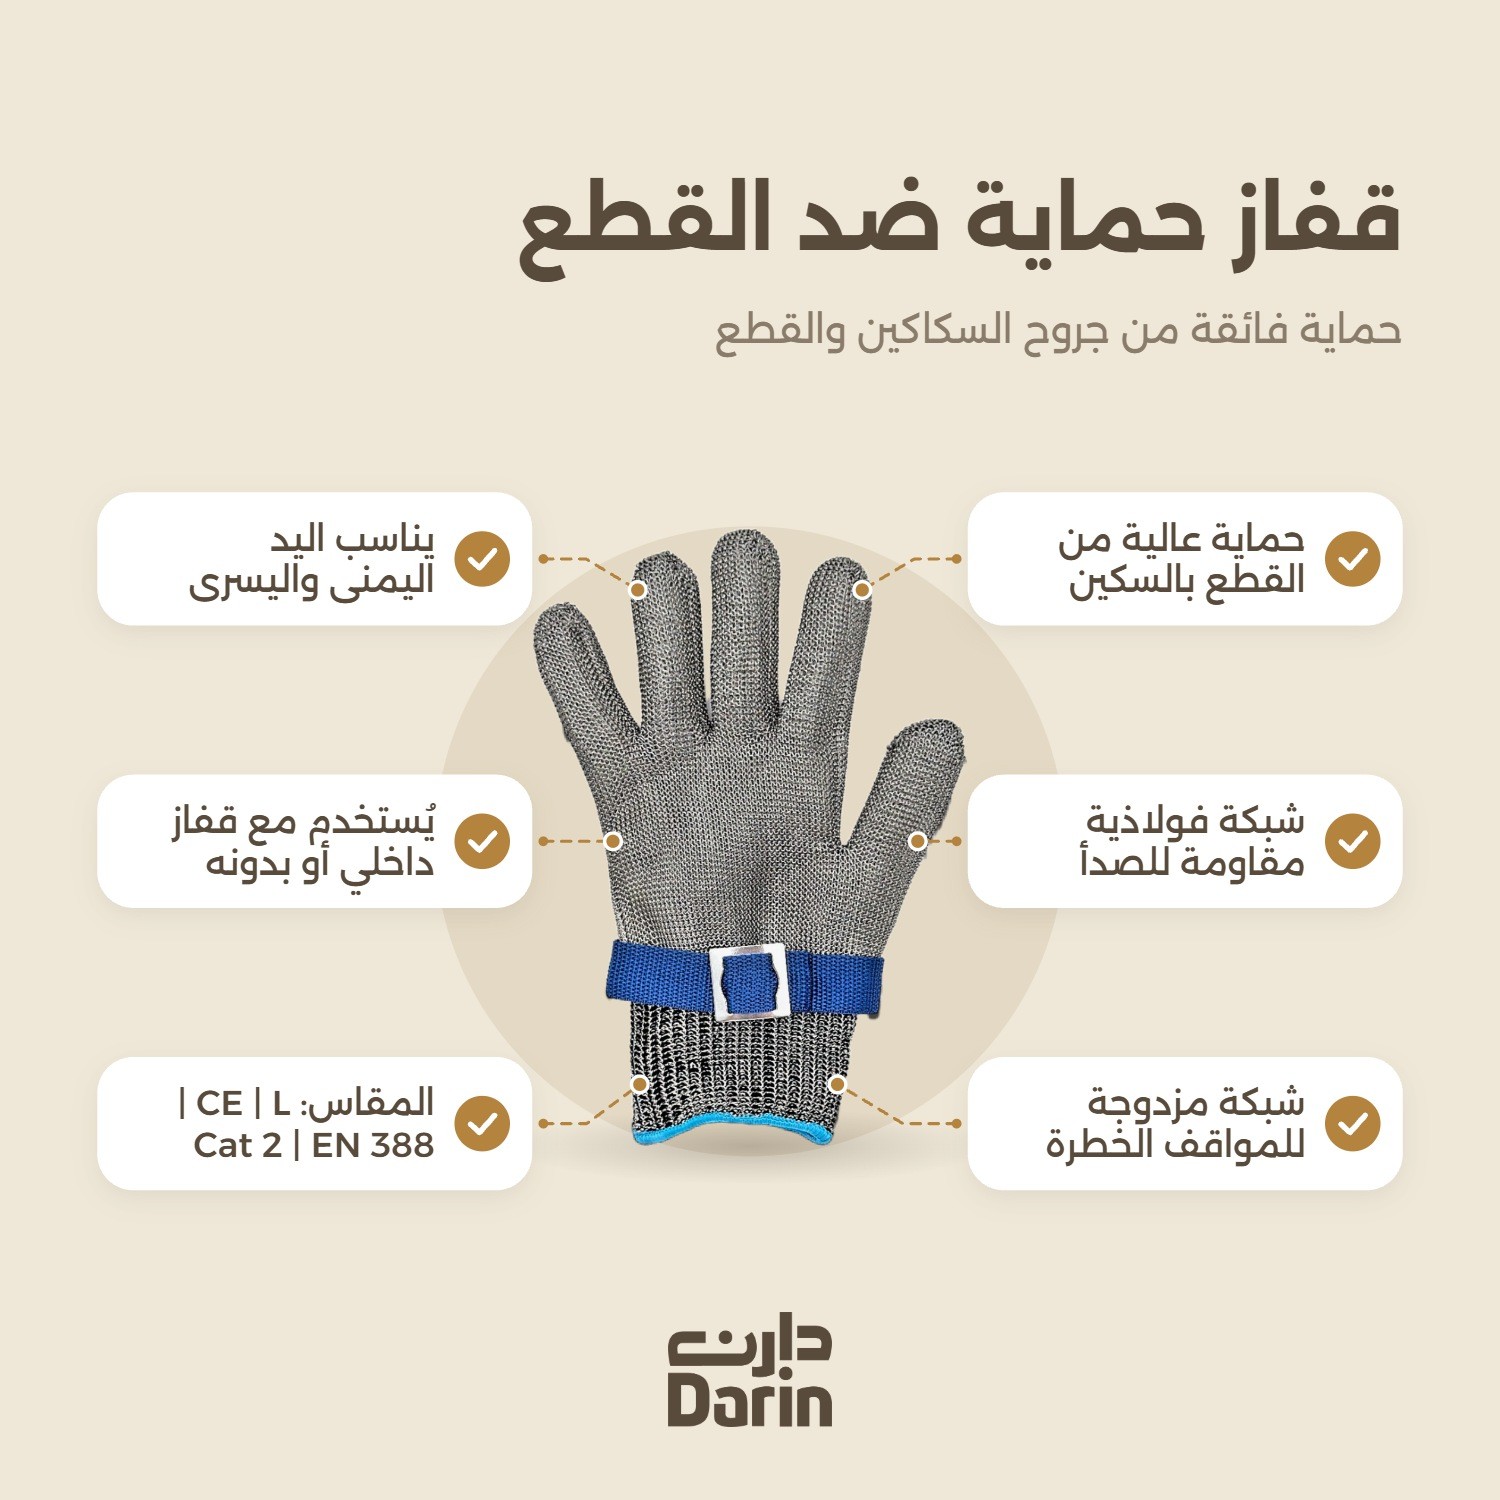 قفاز حماية ضد القطع
حماية فائقة من جروح السكاكين والقطع
حماية عالية من
القطع بالسكين
يناسب اليد
اليمنى واليسرى
شبكة فولاذية
مقاومة للصدأ
يُستخدم مع قفاز
داخلي أو بدونه
شبكة مزدوجة
للمواقف الخطرة
المقاس: CE | L |
Cat 2 | EN 388
دارين
Darin